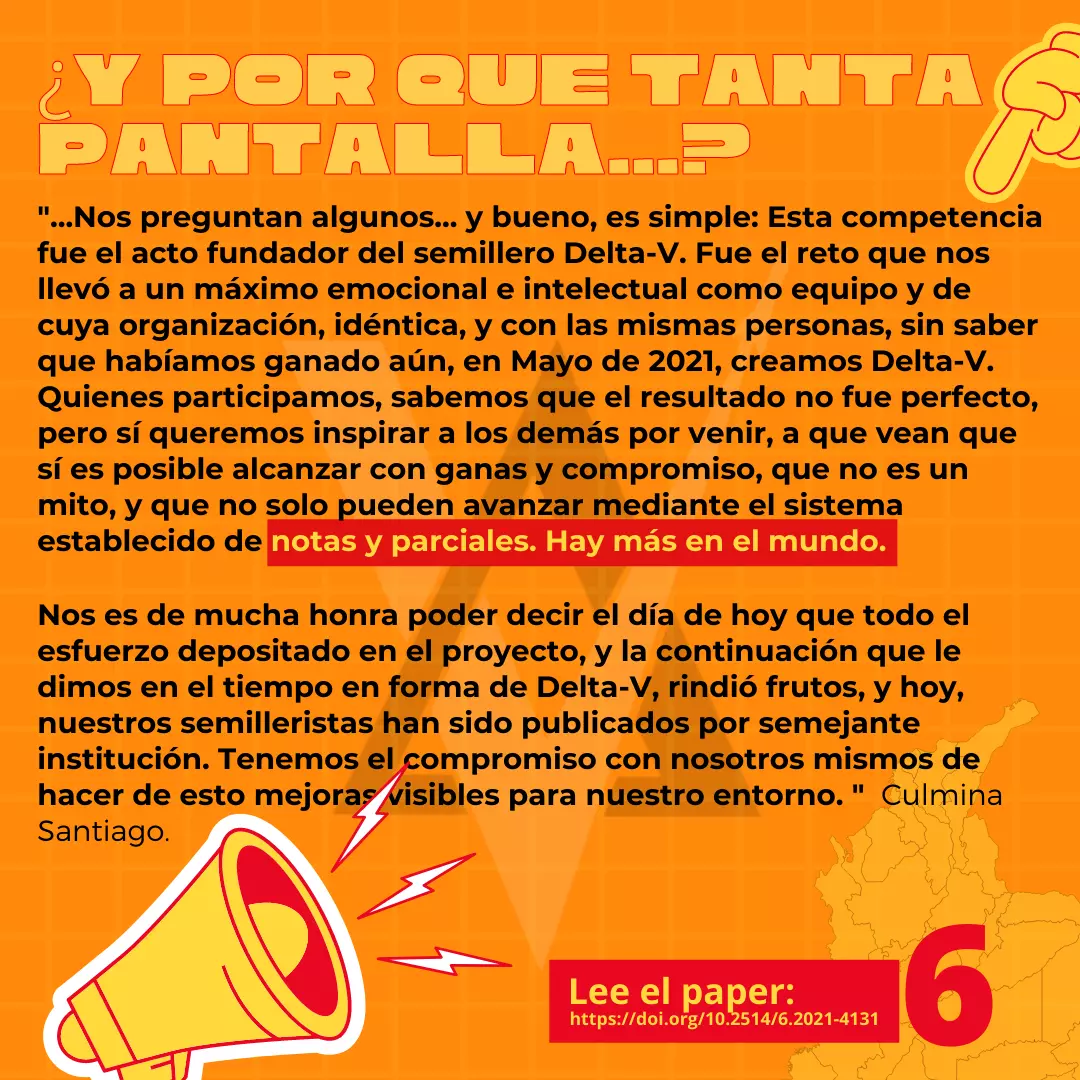 ¿Y POR QUE TANTA
PANTALLA...?
"...Nos preguntan algunos... y bueno, es simple: Esta competencia
fue el acto fundador del semillero Delta-V. Fue el reto que nos
llevó a un máximo emocional e intelectual como equipo y de
cuya organización, idéntica, y con las mismas personas, sin saber
que habíamos ganado aún, en Mayo de 2021, creamos Delta-V.
Quienes participamos, sabemos que el resultado no fue perfecto,
pero sí queremos inspirar a los demás por venir, a que vean que
sí es posible alcanzar con ganas y compromiso, que no es un
mito, y que no solo pueden avanzar mediante el sistema
establecido de notas y parciales. Hay más en el mundo.
Nos es de mucha honra poder decir el día de hoy que todo el
esfuerzo depositado en el proyecto, y la continuación que le
dimos en el tiempo en forma de Delta-V, rindió frutos, y hoy,
nuestros semilleristas han sido publicados por semejante
institución. Tenemos el compromiso con nosotros mismos de
hacer de esto mejoras visibles para nuestro entorno. " Culmina
Santiago.
Lee el paper:
https://doi.org/10.2514/6.2021-4131
6